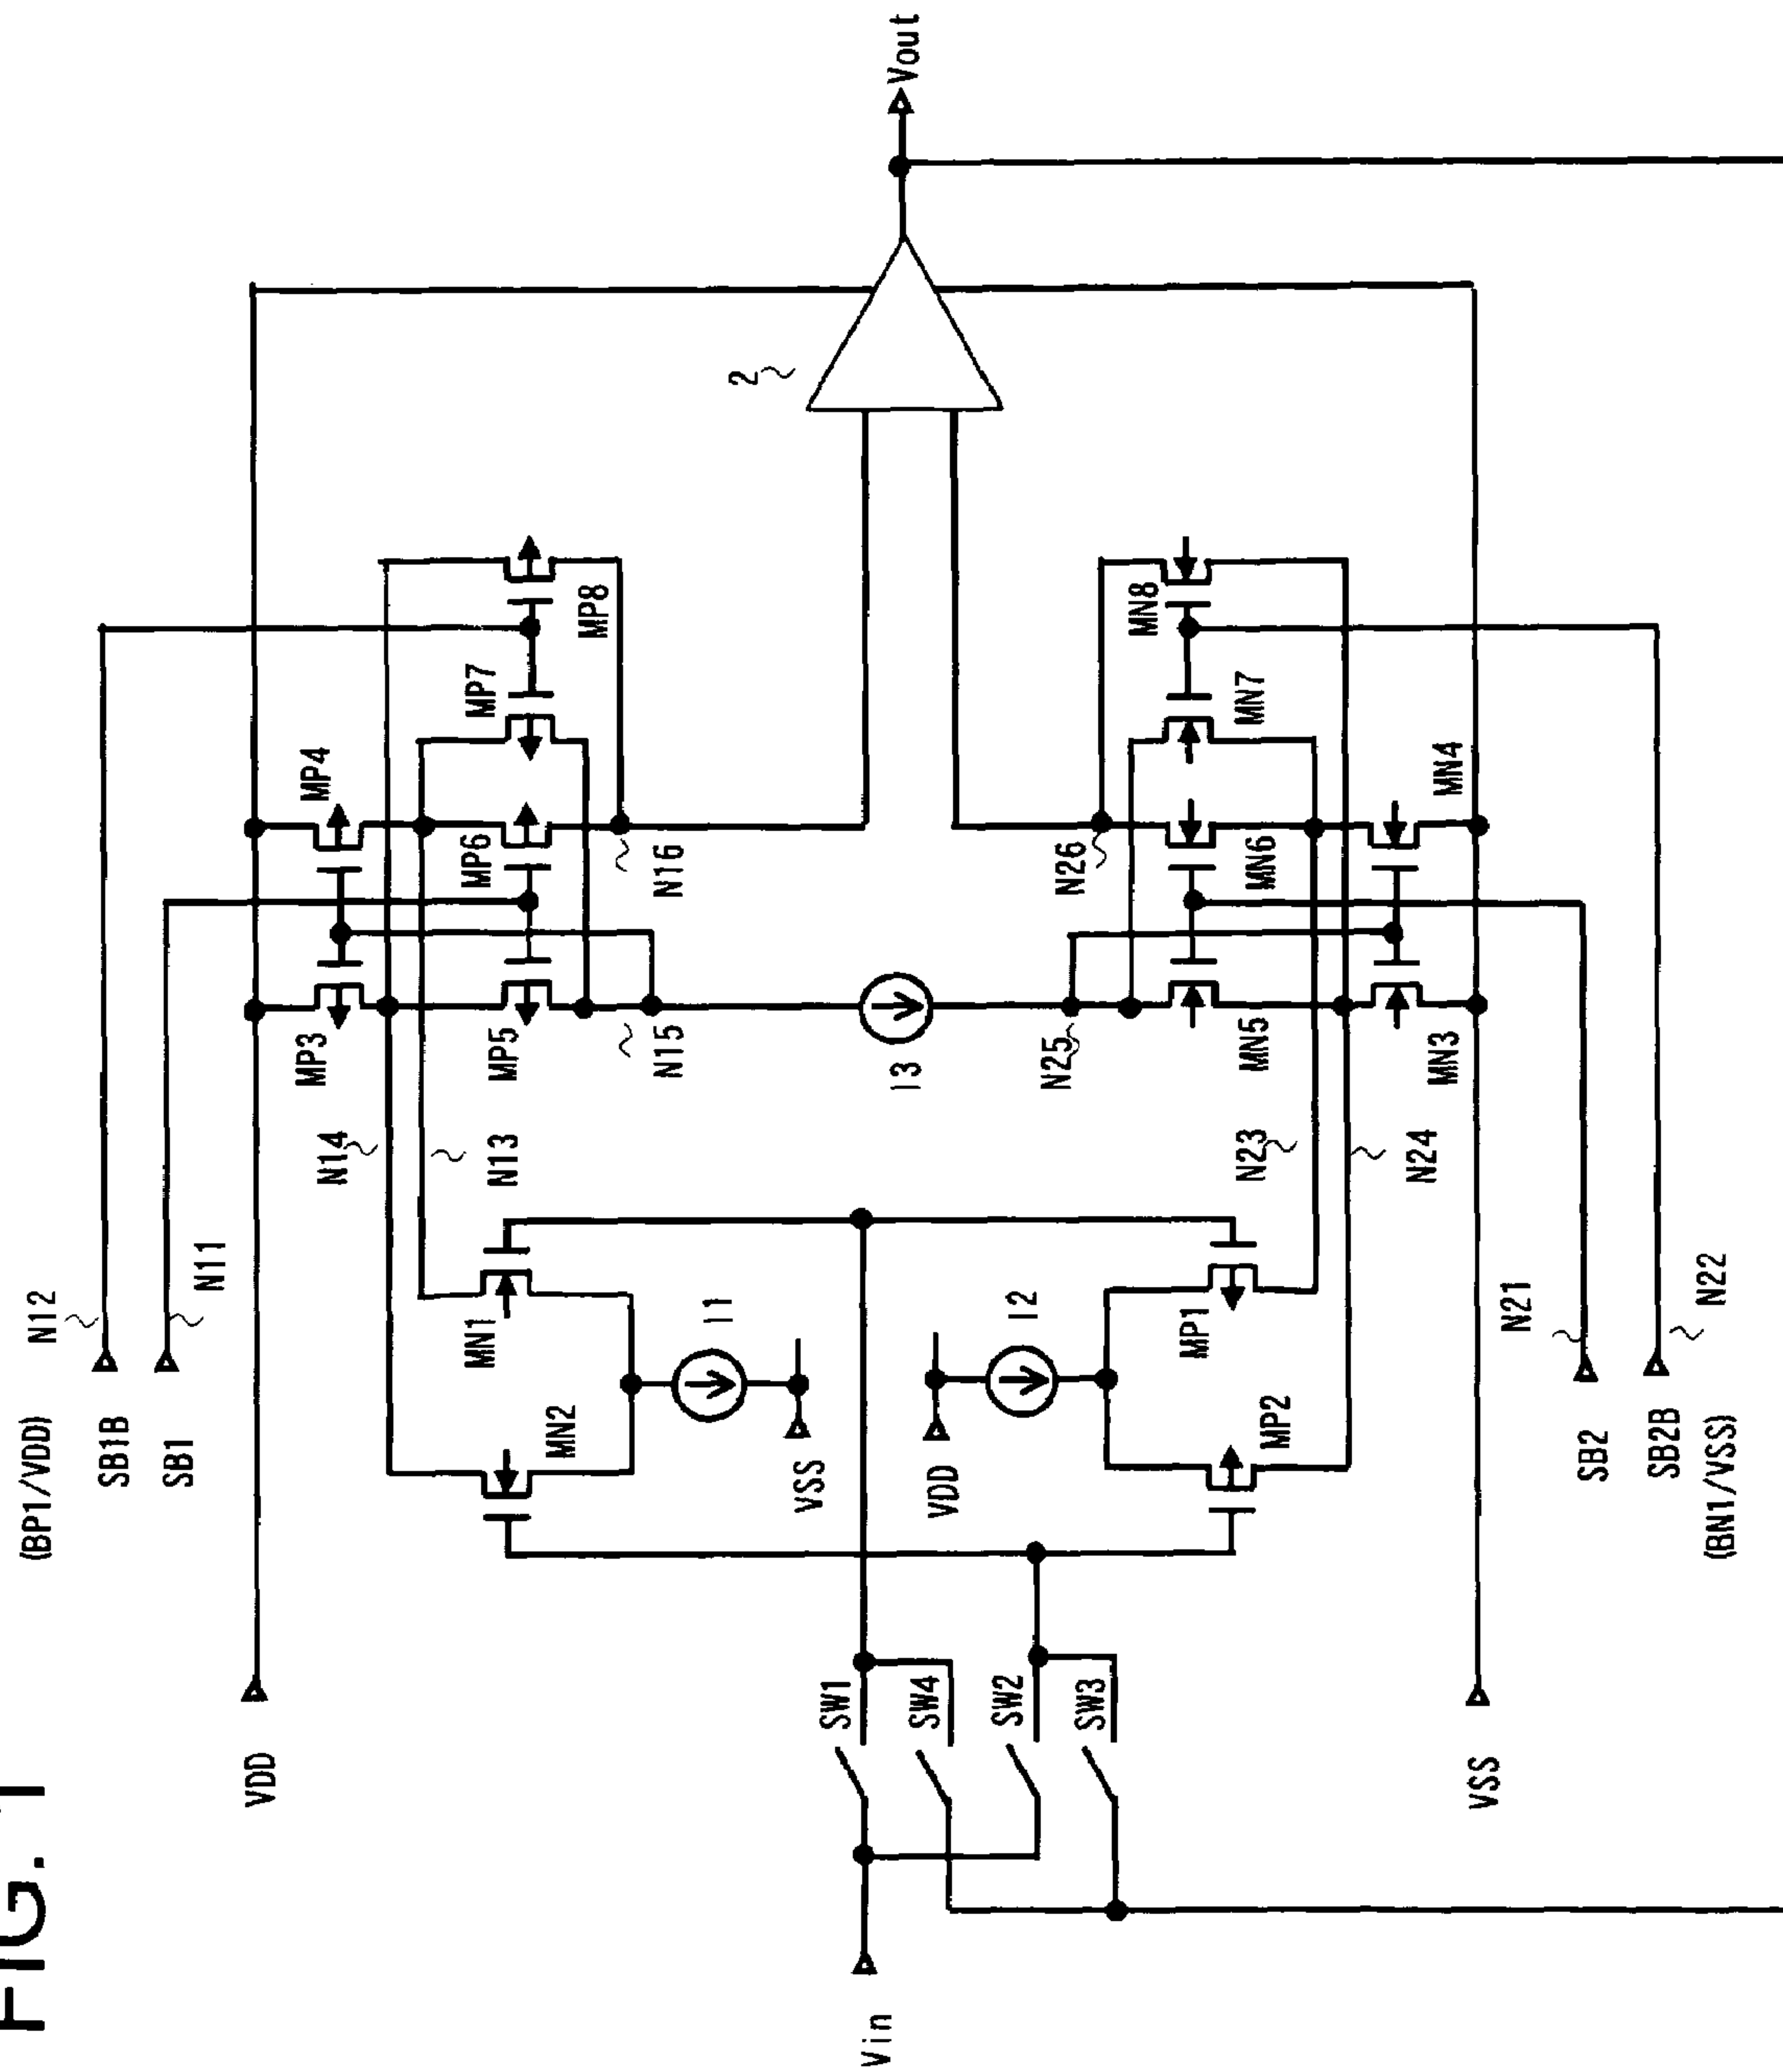 FIG. 1
(BP1/VDD)
N12
SB1B
SB1
N11
VDD
N14
N13
MP3
MP4
MP5
MP6
MP7
MP8
N15
N16
2
MN1
MN2
I1
VSS
I3
Vin
Vout
SW1
SW4
SW2
SW3
VDD
I2
MP1
MP2
N25
N26
N23
N24
MN5
MN6
MN7
MN8
MN3
MN4
VSS
N21
SB2
SB2B
N22
(BN1/VSS)